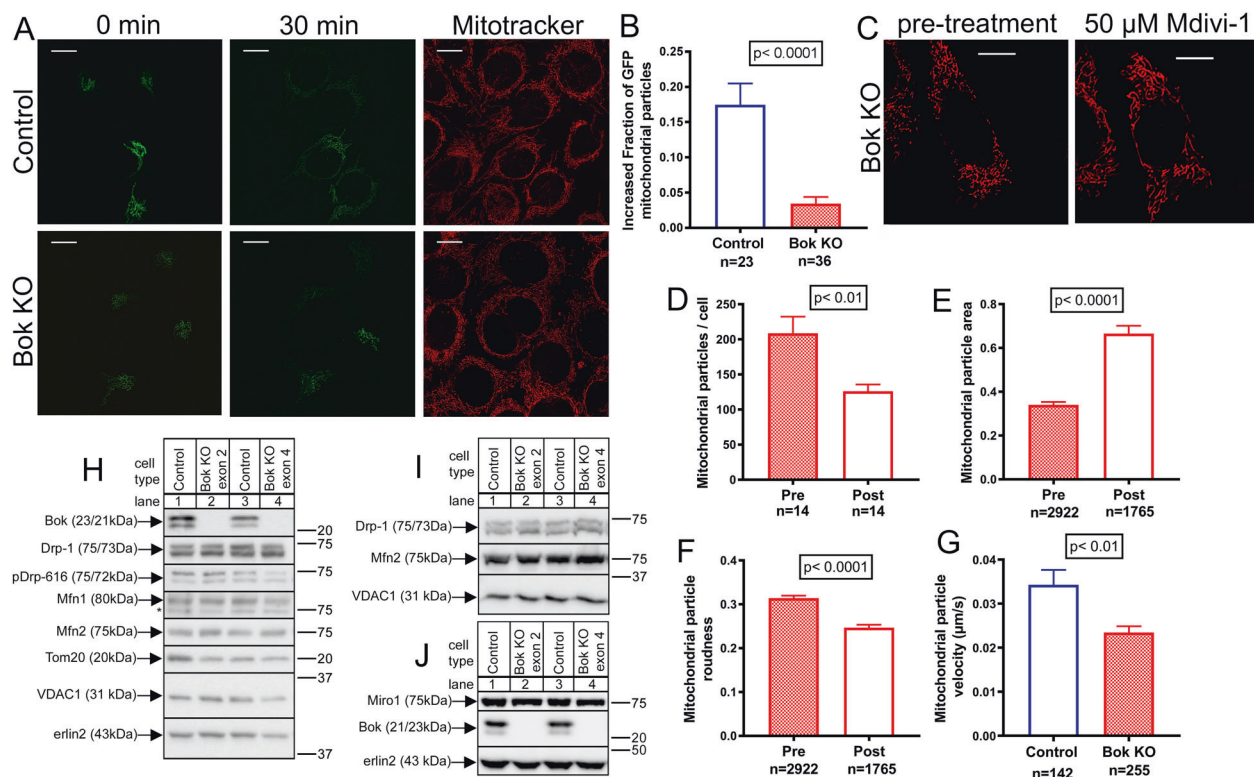 A
0 min
30 min
Mitotracker
Control
Bok KO
B
Increased Fraction of GFP
mitochondrial particles
0.25
0.20
0.15
0.10
0.05
0.00
p< 0.0001
Control
n=23
Bok KO
n=36
C
pre-treatment
50 µM Mdivi-1
Bok KO
D
Mitochondrial particles / cell
250
200
150
100
50
0
p< 0.01
Pre
n=14
Post
n=14
E
Mitochondrial particle area
0.8
0.6
0.4
0.2
0.0
p< 0.0001
Pre
n=2922
Post
n=1765
F
Mitochondrial particle
roudness
0.4
0.3
0.2
0.1
0.0
p< 0.0001
Pre
n=2922
Post
n=1765
G
Mitochondrial particle
velocity (µm/s)
0.04
0.03
0.02
0.01
0.00
p< 0.01
Control
n=142
Bok KO
n=255
H
cell
type
Control
Bok KO
exon 2
Control
Bok KO
exon 4
lane
1 2 3 4
Bok (23/21kDa)
20
Drp-1 (75/73Da)
75
pDrp-616 (75/72kDa)
75
Mfn1 (80kDa)
*
75
Mfn2 (75kDa)
75
Tom20 (20kDa)
20
37
VDAC1 (31 kDa)
erlin2 (43kDa)
37
I
cell
type
Control
Bok KO
exon 2
Control
Bok KO
exon 4
lane
1 2 3 4
Drp-1 (75/73kDa)
75
Mfn2 (75kDa)
75
37
VDAC1 (31 kDa)
J
cell
type
Control
Bok KO
exon 2
Control
Bok KO
exon 4
lane
1 2 3 4
Miro1 (75kDa)
75
Bok (21/23kDa)
20
50
erlin2 (43 kDa)